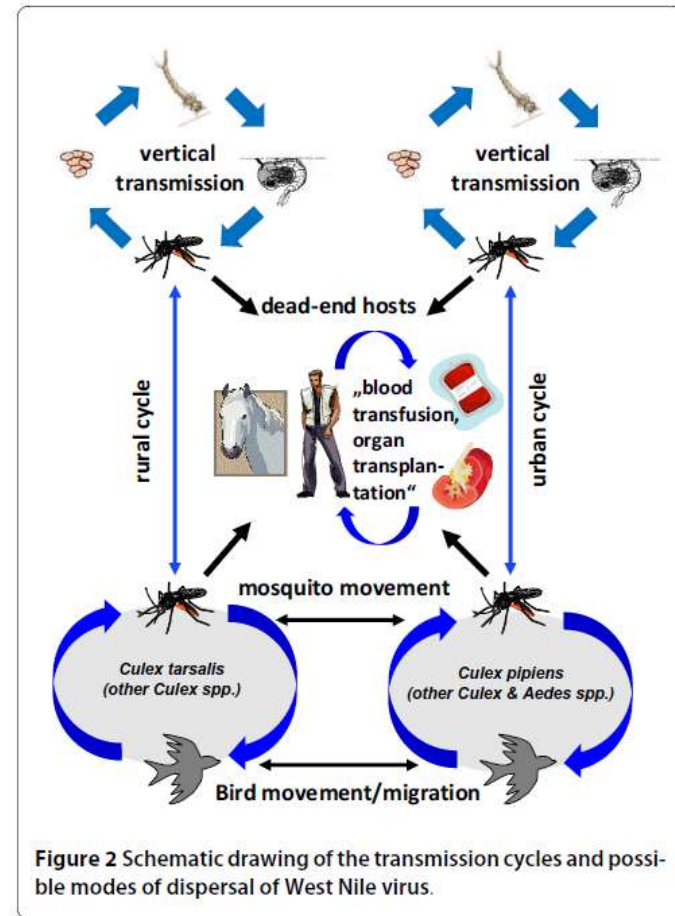 vertical
transmission
vertical
transmission
dead-end hosts
rural cycle
„blood
transfusion,
organ
transplan-
tation“
urban cycle
mosquito movement
Culex tarsalis
(other Culex spp.)
Culex pipiens
(other Culex & Aedes spp.)
Bird movement/migration
Figure 2 Schematic drawing of the transmission cycles and possi-
ble modes of dispersal of West Nile virus.